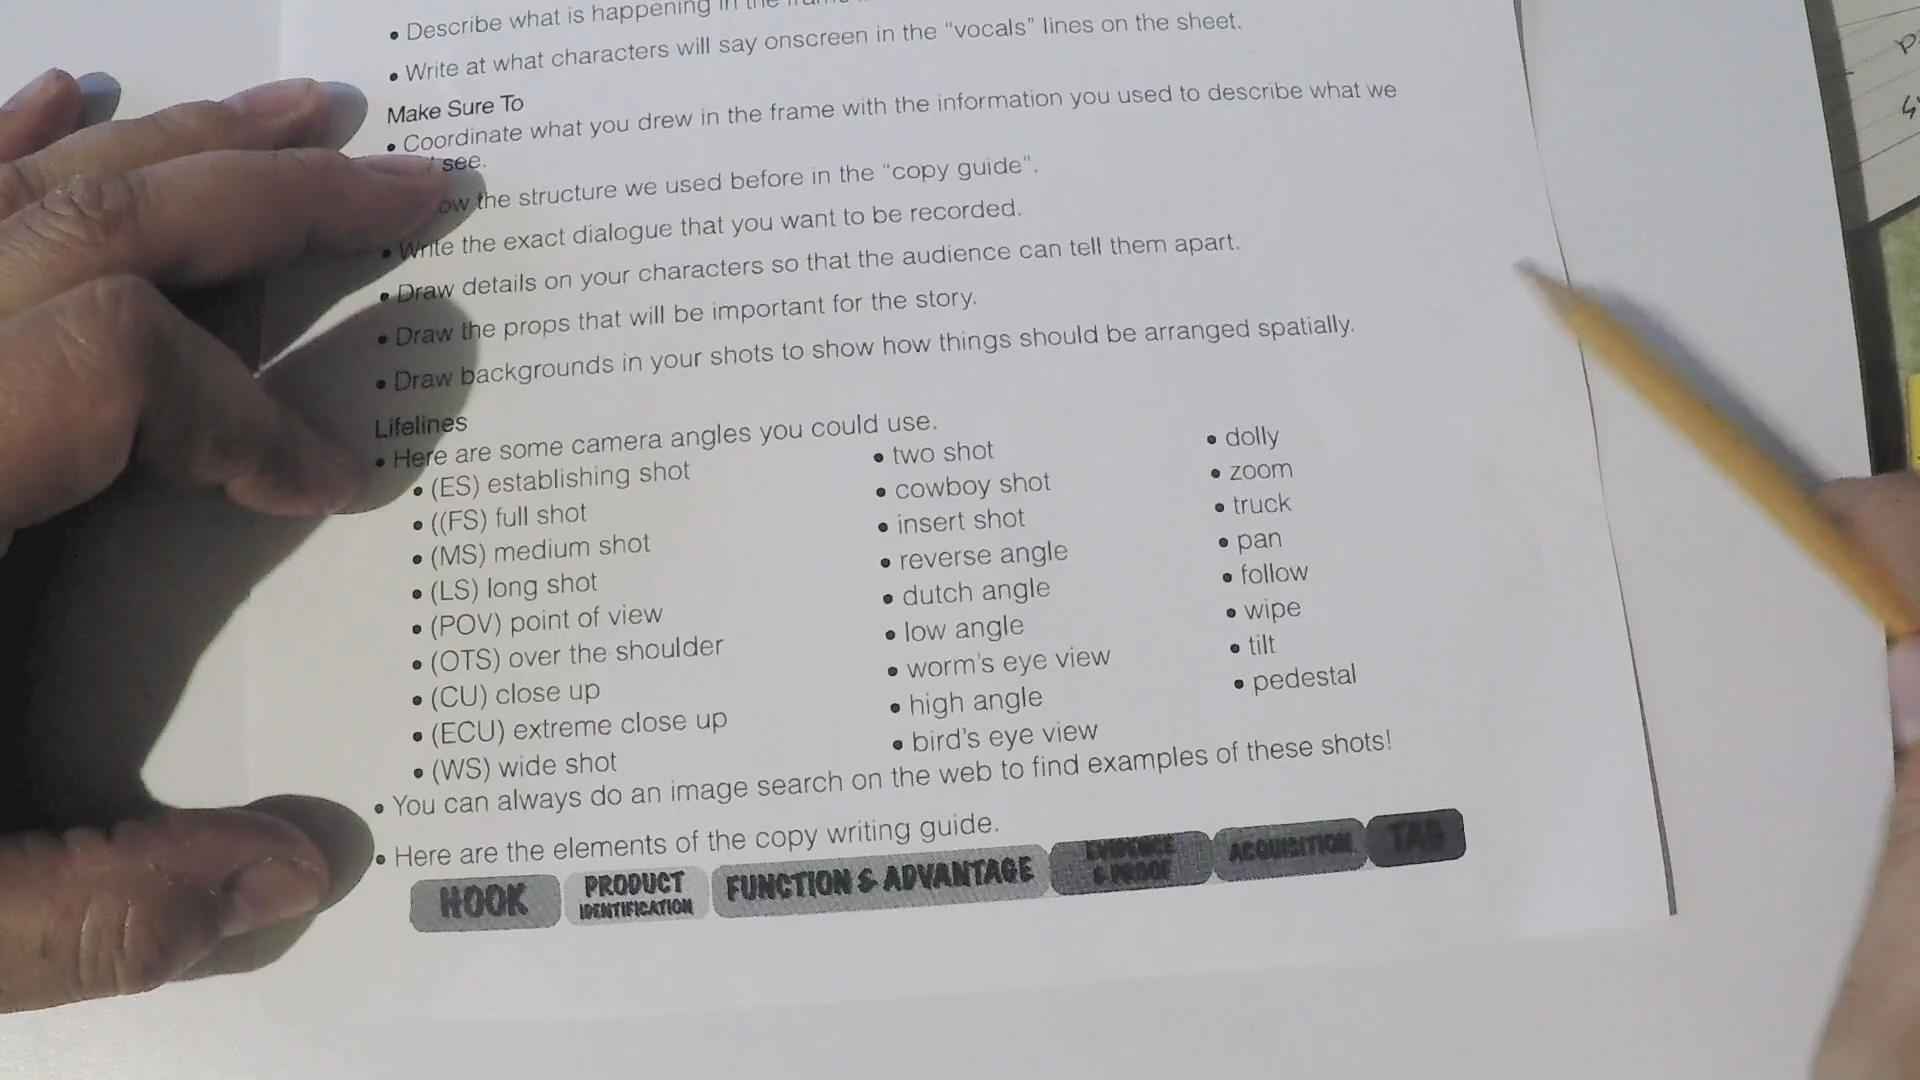 • Describe what is happening in the frame
• Write at what characters will say onscreen in the “vocals” lines on the sheet.
Make Sure To
• Coordinate what you drew in the frame with the information you used to describe what we
see.
the structure we used before in the “copy guide”.
• Write the exact dialogue that you want to be recorded.
• Draw details on your characters so that the audience can tell them apart.
• Draw the props that will be important for the story.
• Draw backgrounds in your shots to show how things should be arranged spatially.
Lifelines
• Here are some camera angles you could use.
• (ES) establishing shot
• ((FS) full shot
• (MS) medium shot
• (LS) long shot
• (POV) point of view
• (OTS) over the shoulder
• (CU) close up
• (ECU) extreme close up
• (WS) wide shot
• two shot
• cowboy shot
• insert shot
• reverse angle
• dutch angle
• low angle
• worm's eye view
• high angle
• bird's eye view
• dolly
• zoom
• truck
• pan
• follow
• wipe
• tilt
• pedestal
• You can always do an image search on the web to find examples of these shots!
• Here are the elements of the copy writing guide.
HOOK
PRODUCT
IDENTIFICATION
FUNCTION & ADVANTAGE
EVIDENCE
& PROOF
ACQUISITION
TAG